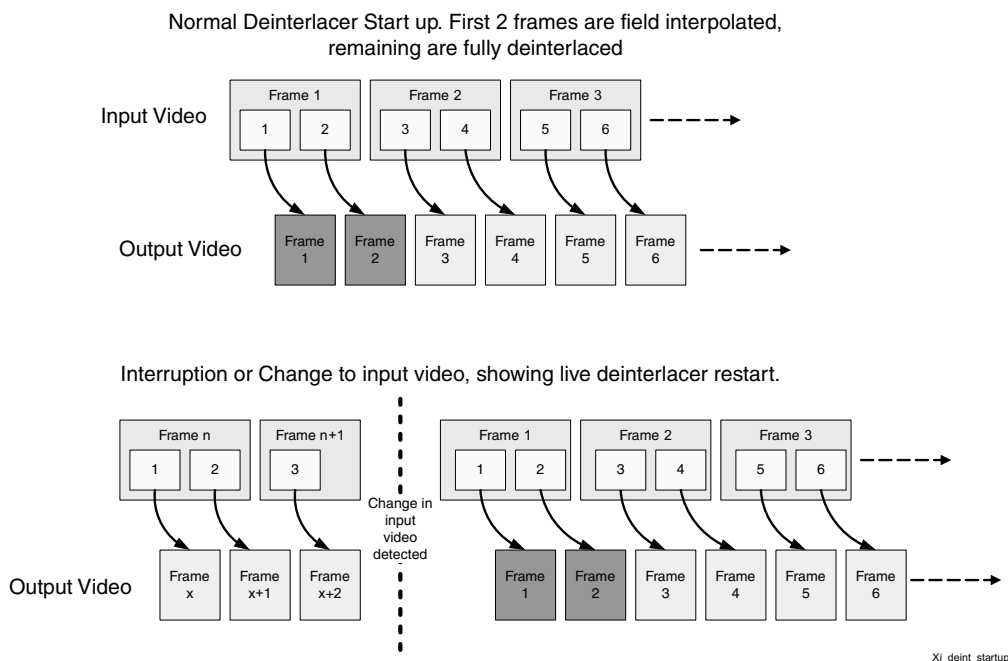 Normal Deinterlacer Start up. First 2 frames are field interpolated,
remaining are fully deinterlaced
Frame 1
Frame 2
Frame 3
Input Video
1
2
3
4
5
6
Output Video
Frame
1
Frame
2
Frame
3
Frame
4
Frame
5
Frame
6
Interruption or Change to input video, showing live deinterlacer restart.
Frame n
Frame n+1
1
2
3
Change in
input
video
detected
Frame 1
Frame 2
Frame 3
1
2
3
4
5
6
Output Video
Frame
x
Frame
x+1
Frame
x+2
Frame
1
Frame
2
Frame
3
Frame
4
Frame
5
Frame
6
Xi_deint_startup